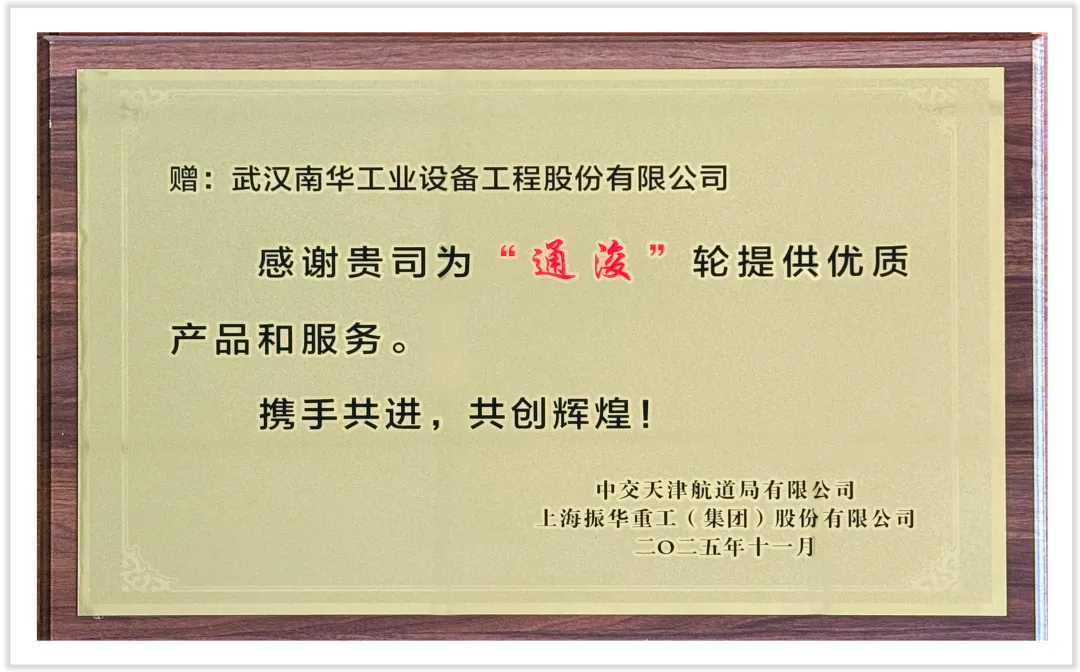 赠：武汉南华工业设备工程股份有限公司
感谢贵司为“通浚”轮提供优质
产品和服务。
携手共进，共创辉煌！
中交天津航道局有限公司
上海振华重工（集团）股份有限公司
二〇二五年十一月